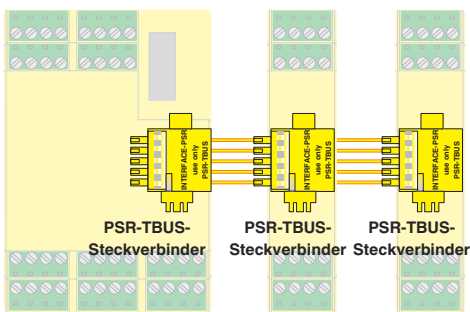 INTERFACE-PSR
use only
PSR-TBUS
INTERFACE-PSR
use only
PSR-TBUS
INTERFACE-PSR
use only
PSR-TBUS
PSR-TBUS-
Steckverbinder
PSR-TBUS-
Steckverbinder
PSR-TBUS-
Steckverbinder